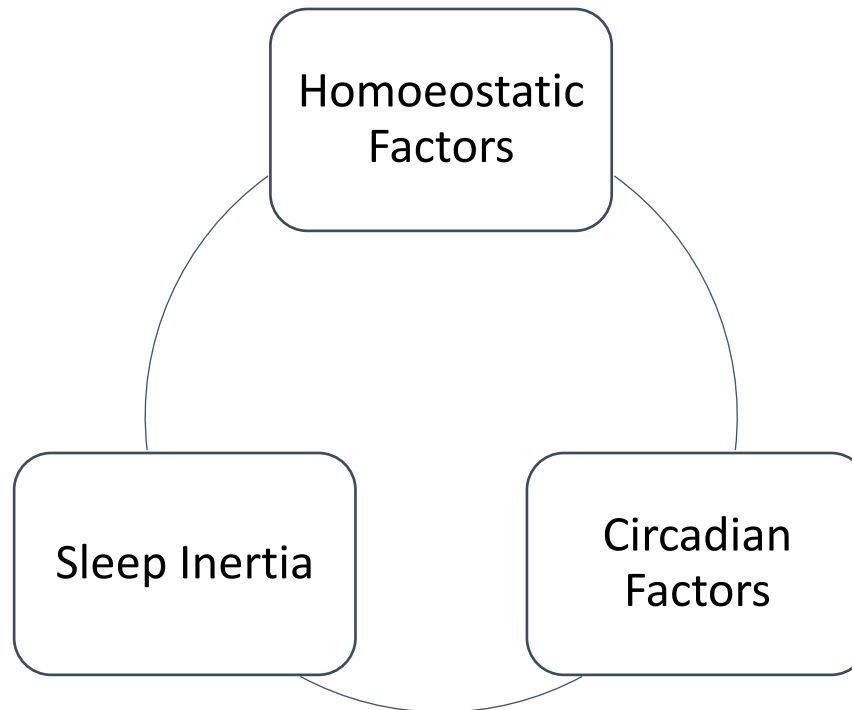 Homoeostatic
Factors
Sleep Inertia
Circadian
Factors